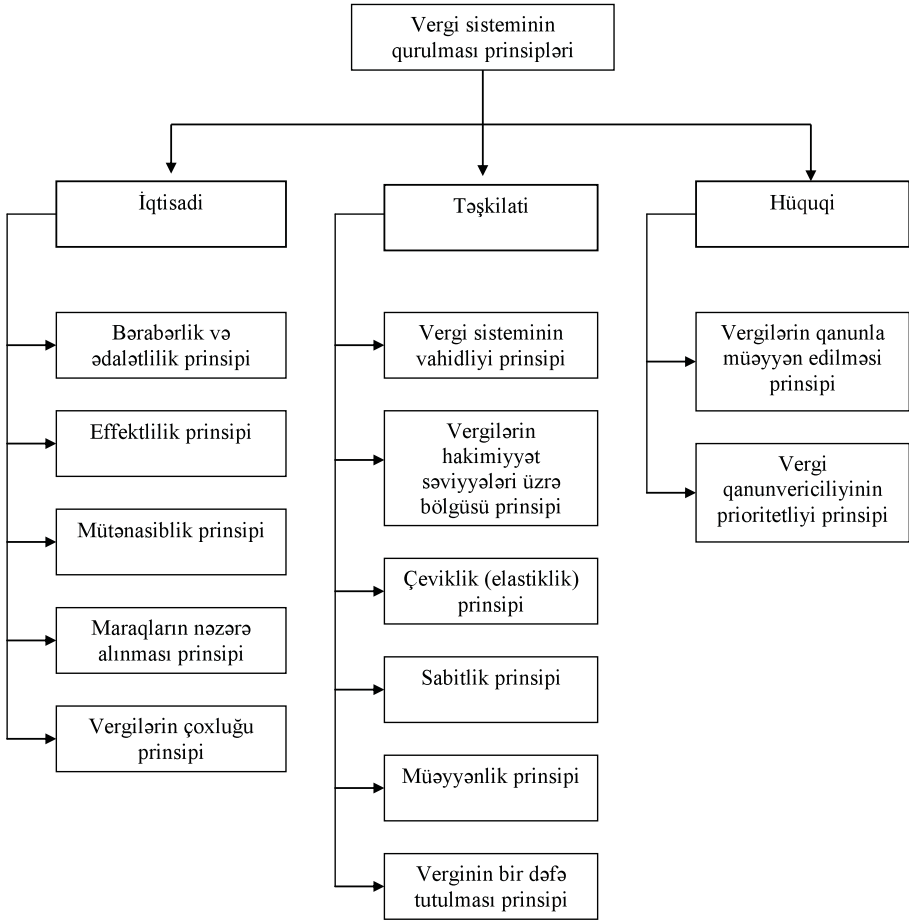 Vergi sisteminin
qurulması prinsipləri
İqtisadi
Bərabərlik və
ədalətlilik prinsipi
Effektlilik prinsipi
Mütənasiblik prinsipi
Maraqların nəzərə
alınması prinsipi
Vergilərin çoxluğu
prinsipi
Təşkilati
Vergi sisteminin
vahidliyi prinsipi
Vergilərin
hakimiyyət
səviyyələri üzrə
bölgüsü prinsipi
Çeviklik (elastiklik)
prinsipi
Sabitlik prinsipi
Müəyyənlik prinsipi
Verginin bir dəfə
tutulması prinsipi
Hüquqi
Vergilərin qanunla
müəyyən edilməsi
prinsipi
Vergi
qanunvericiliyinin
prioritetliyi prinsipi